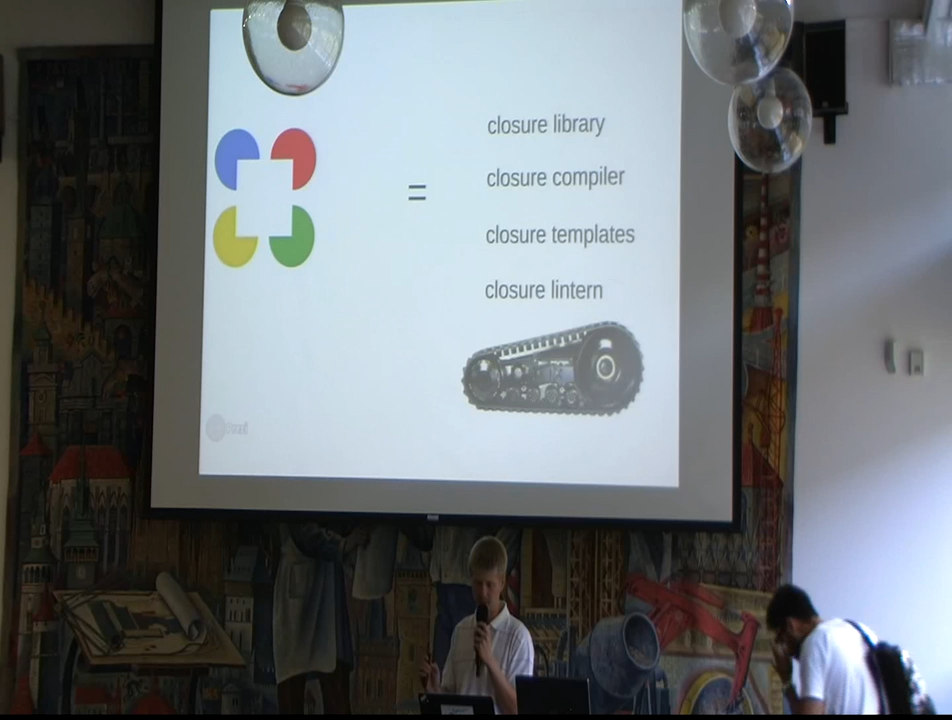 =
closure library
closure compiler
closure templates
closure lintern